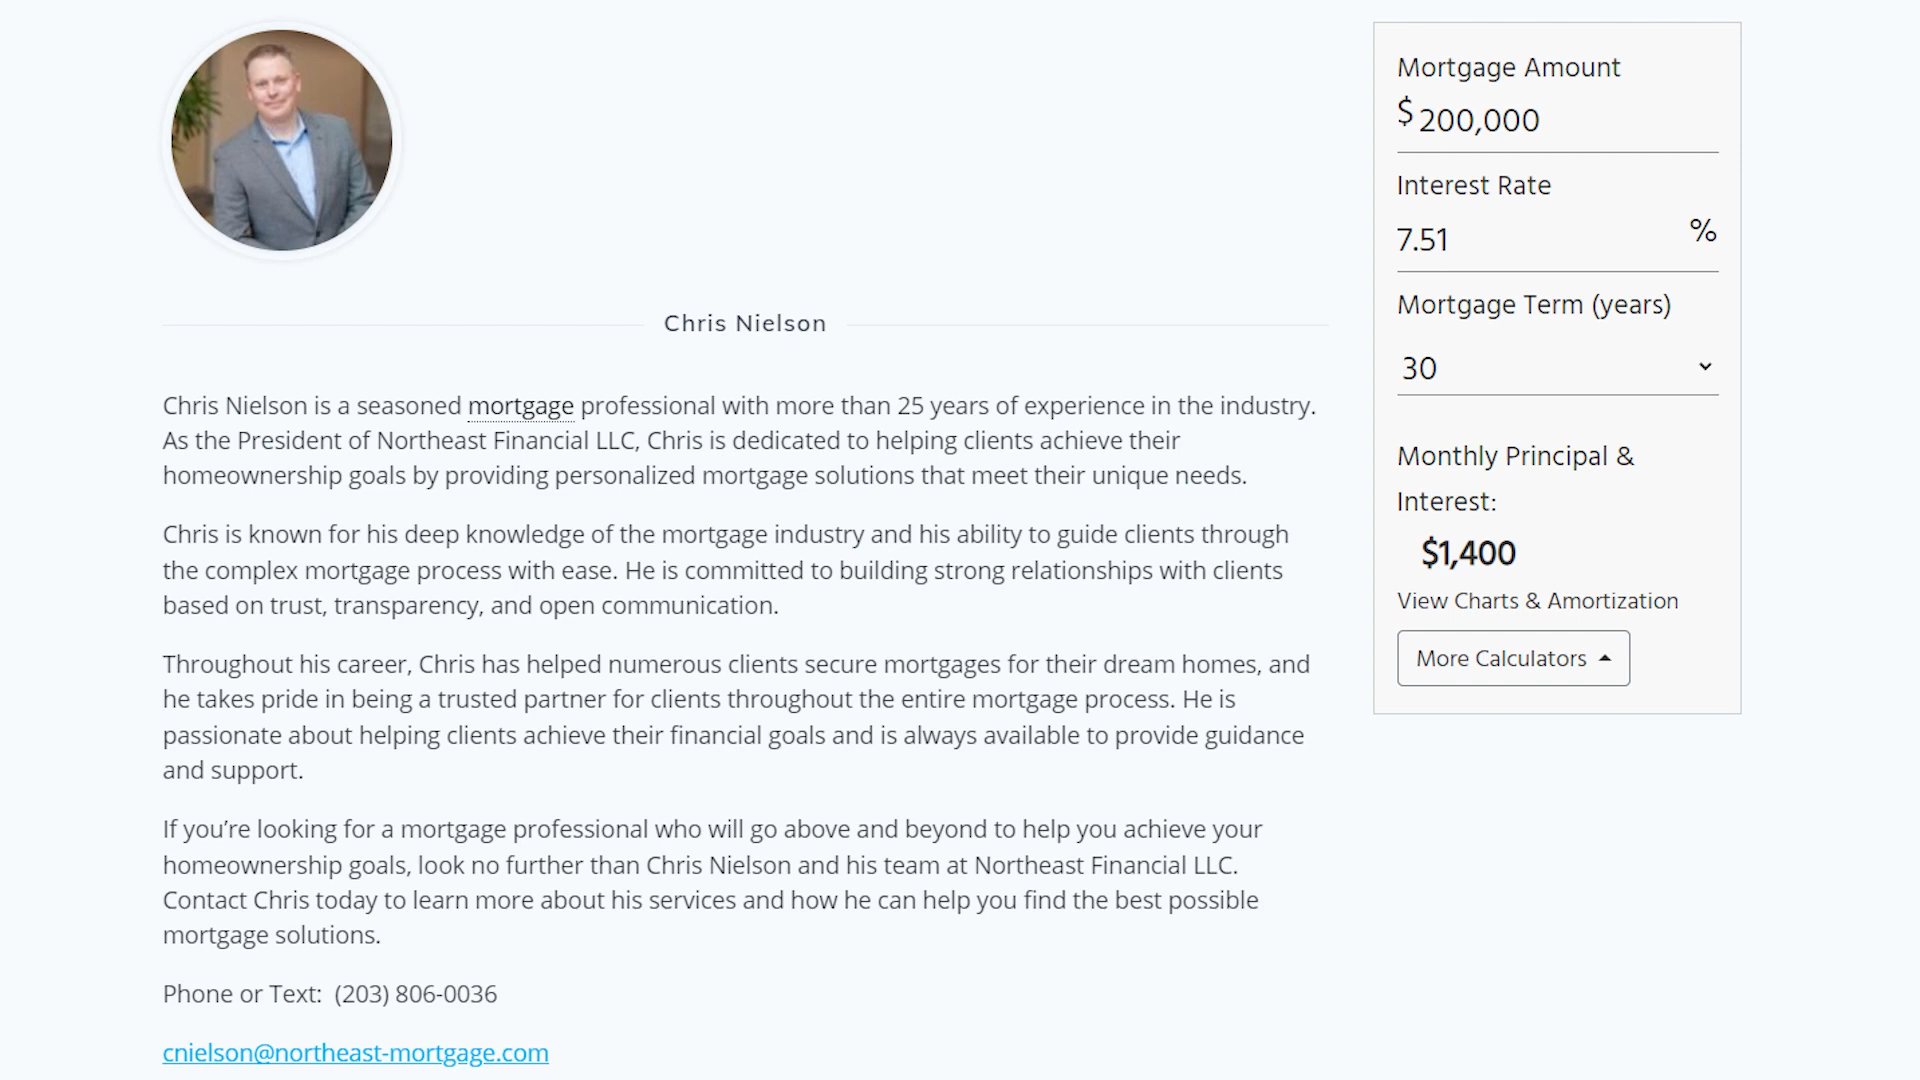 Chris Nielson
Chris Nielson is a seasoned mortgage professional with more than 25 years of experience in the industry.
As the President of Northeast Financial LLC, Chris is dedicated to helping clients achieve their
homeownership goals by providing personalized mortgage solutions that meet their unique needs.
Chris is known for his deep knowledge of the mortgage industry and his ability to guide clients through
the complex mortgage process with ease. He is committed to building strong relationships with clients
based on trust, transparency, and open communication.
Throughout his career, Chris has helped numerous clients secure mortgages for their dream homes, and
he takes pride in being a trusted partner for clients throughout the entire mortgage process. He is
passionate about helping clients achieve their financial goals and is always available to provide guidance
and support.
If you’re looking for a mortgage professional who will go above and beyond to help you achieve your
homeownership goals, look no further than Chris Nielson and his team at Northeast Financial LLC.
Contact Chris today to learn more about his services and how he can help you find the best possible
mortgage solutions.
Phone or Text: (203) 806-0036
cnielson@northeast-mortgage.com
Mortgage Amount
$ 200,000
Interest Rate
7.51 %
Mortgage Term (years)
30
Monthly Principal &
Interest:
$1,400
View Charts & Amortization
More Calculators